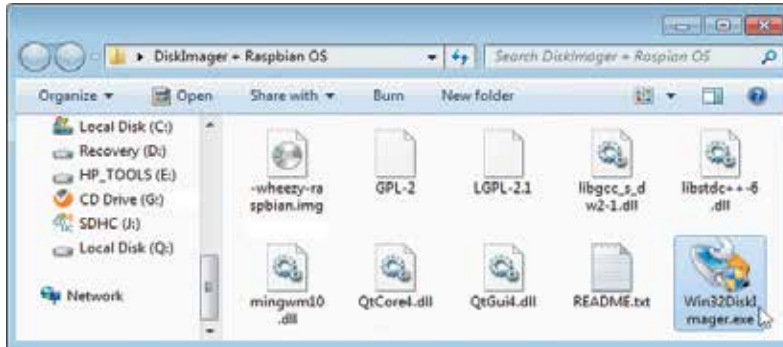 DiskImager + Raspbian OS
Search DiskImager + Raspian OS
Organize
Open
Share with
Burn
New folder
Local Disk (C:)
Recovery (D:)
HP_TOOLS (E:)
CD Drive (G:)
SDHC (J:)
Local Disk (Q:)
Network
-wheezy-ra
spbian.img
GPL-2
LGPL-2.1
libgcc_s_d
w2-1.dll
libstdc++-6
.dll
mingwm10
.dll
QtCore4.dll
QtGui4.dll
README.txt
Win32DiskI
mager.exe